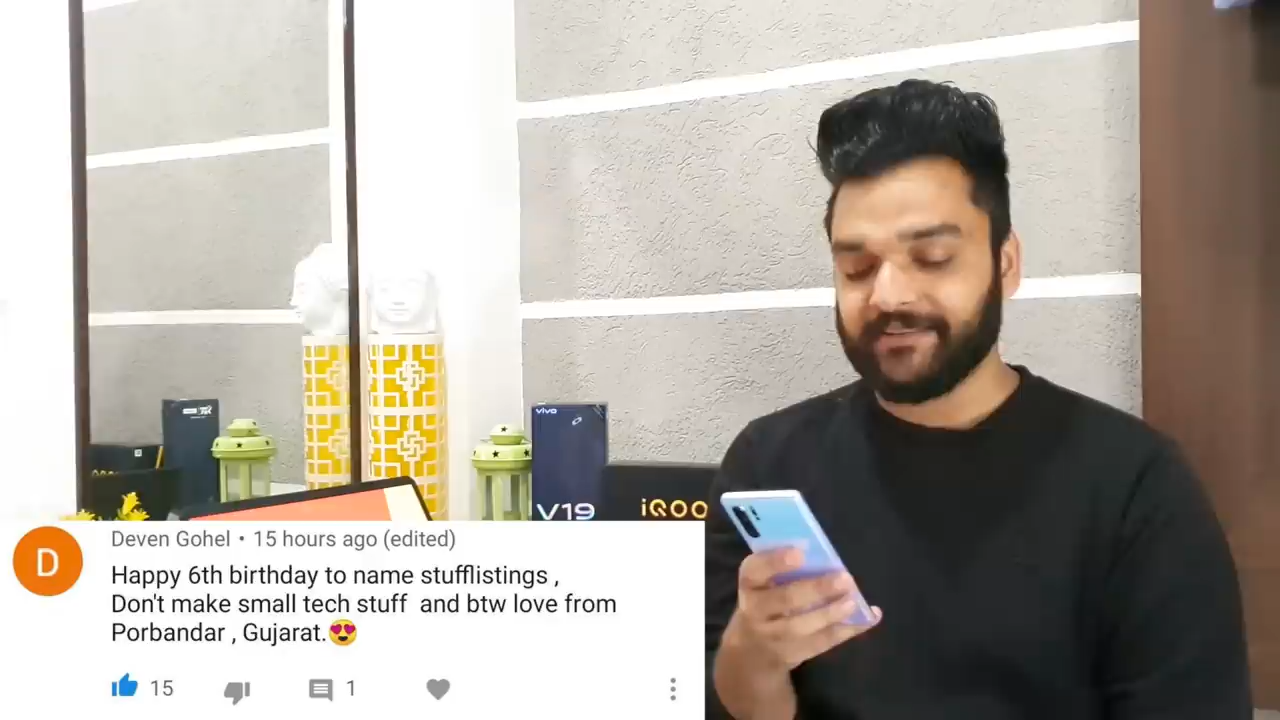 vivo
V19
iQOO
D
Deven Gohel • 15 hours ago (edited)
Happy 6th birthday to name stufflistings ,
Don't make small tech stuff and btw love from
Porbandar , Gujarat.😍
15
1